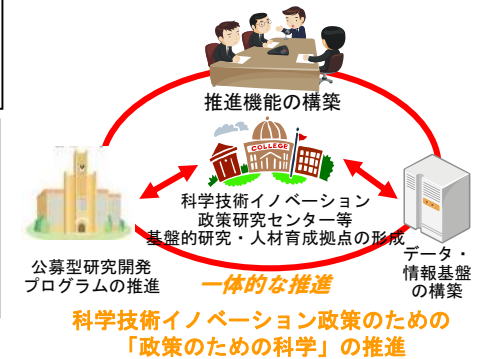 推進機能の構築
COLLEGE
科学技術イノベーション
政策研究センター等
基盤的研究・人材育成拠点の形成
公募型研究開発
プログラムの推進
データ・
情報基盤
の構築
一体的な推進
科学技術イノベーション政策のための
「政策のための科学」の推進